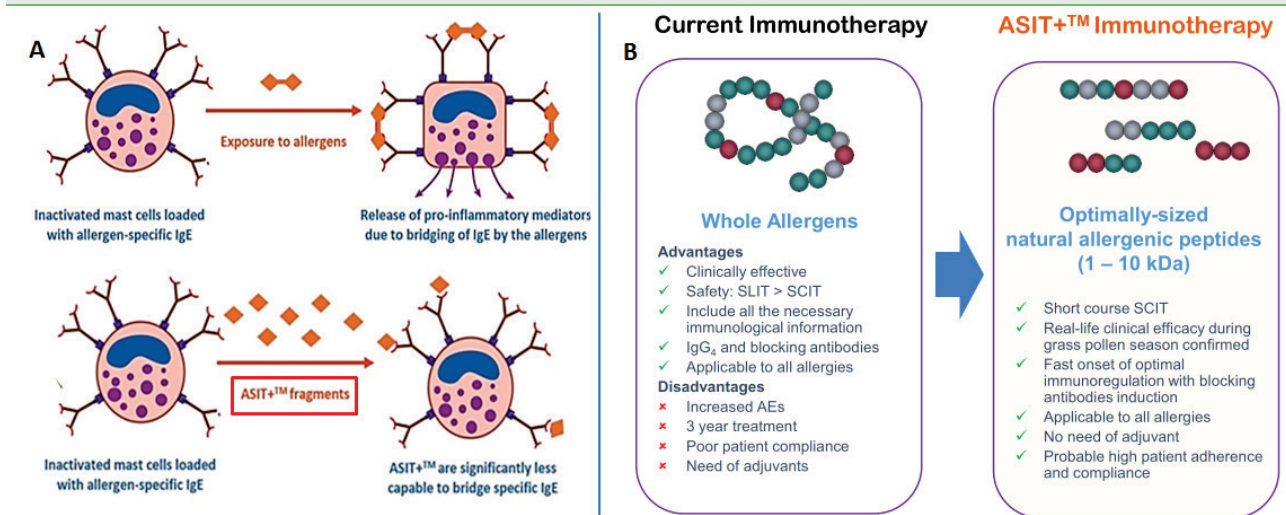 A
Exposure to allergens
Inactivated mast cells loaded
with allergen-specific IgE
Release of pro-inflammatory mediators
due to bridging of IgE by the allergens
ASIT+™ fragments
Inactivated mast cells loaded
with allergen-specific IgE
ASIT+™ are significantly less
capable to bridge specific IgE
B
Current Immunotherapy
Whole Allergens
Advantages
✓ Clinically effective
✓ Safety: SLIT > SCIT
✓ Include all the necessary
immunological information
✓ IgG₄ and blocking antibodies
✓ Applicable to all allergies
Disadvantages
× Increased AEs
× 3 year treatment
× Poor patient compliance
× Need of adjuvants
ASIT+™ Immunotherapy
Optimally-sized
natural allergenic peptides
(1 – 10 kDa)
✓ Short course SCIT
✓ Real-life clinical efficacy during
grass pollen season confirmed
✓ Fast onset of optimal
immunoregulation with blocking
antibodies induction
✓ Applicable to all allergies
✓ No need of adjuvant
✓ Probable high patient adherence
and compliance